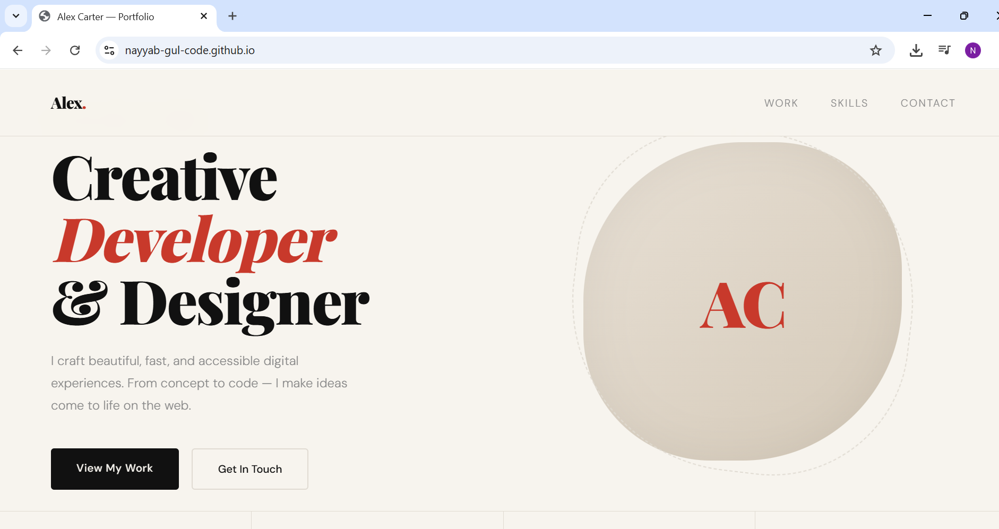 Alex Carter — Portfolio
nayyab-gul-code.github.io
N
Alex.
WORK SKILLS CONTACT
Creative
Developer
& Designer
AC
I craft beautiful, fast, and accessible digital
experiences. From concept to code — I make ideas
come to life on the web.
View My Work
Get In Touch